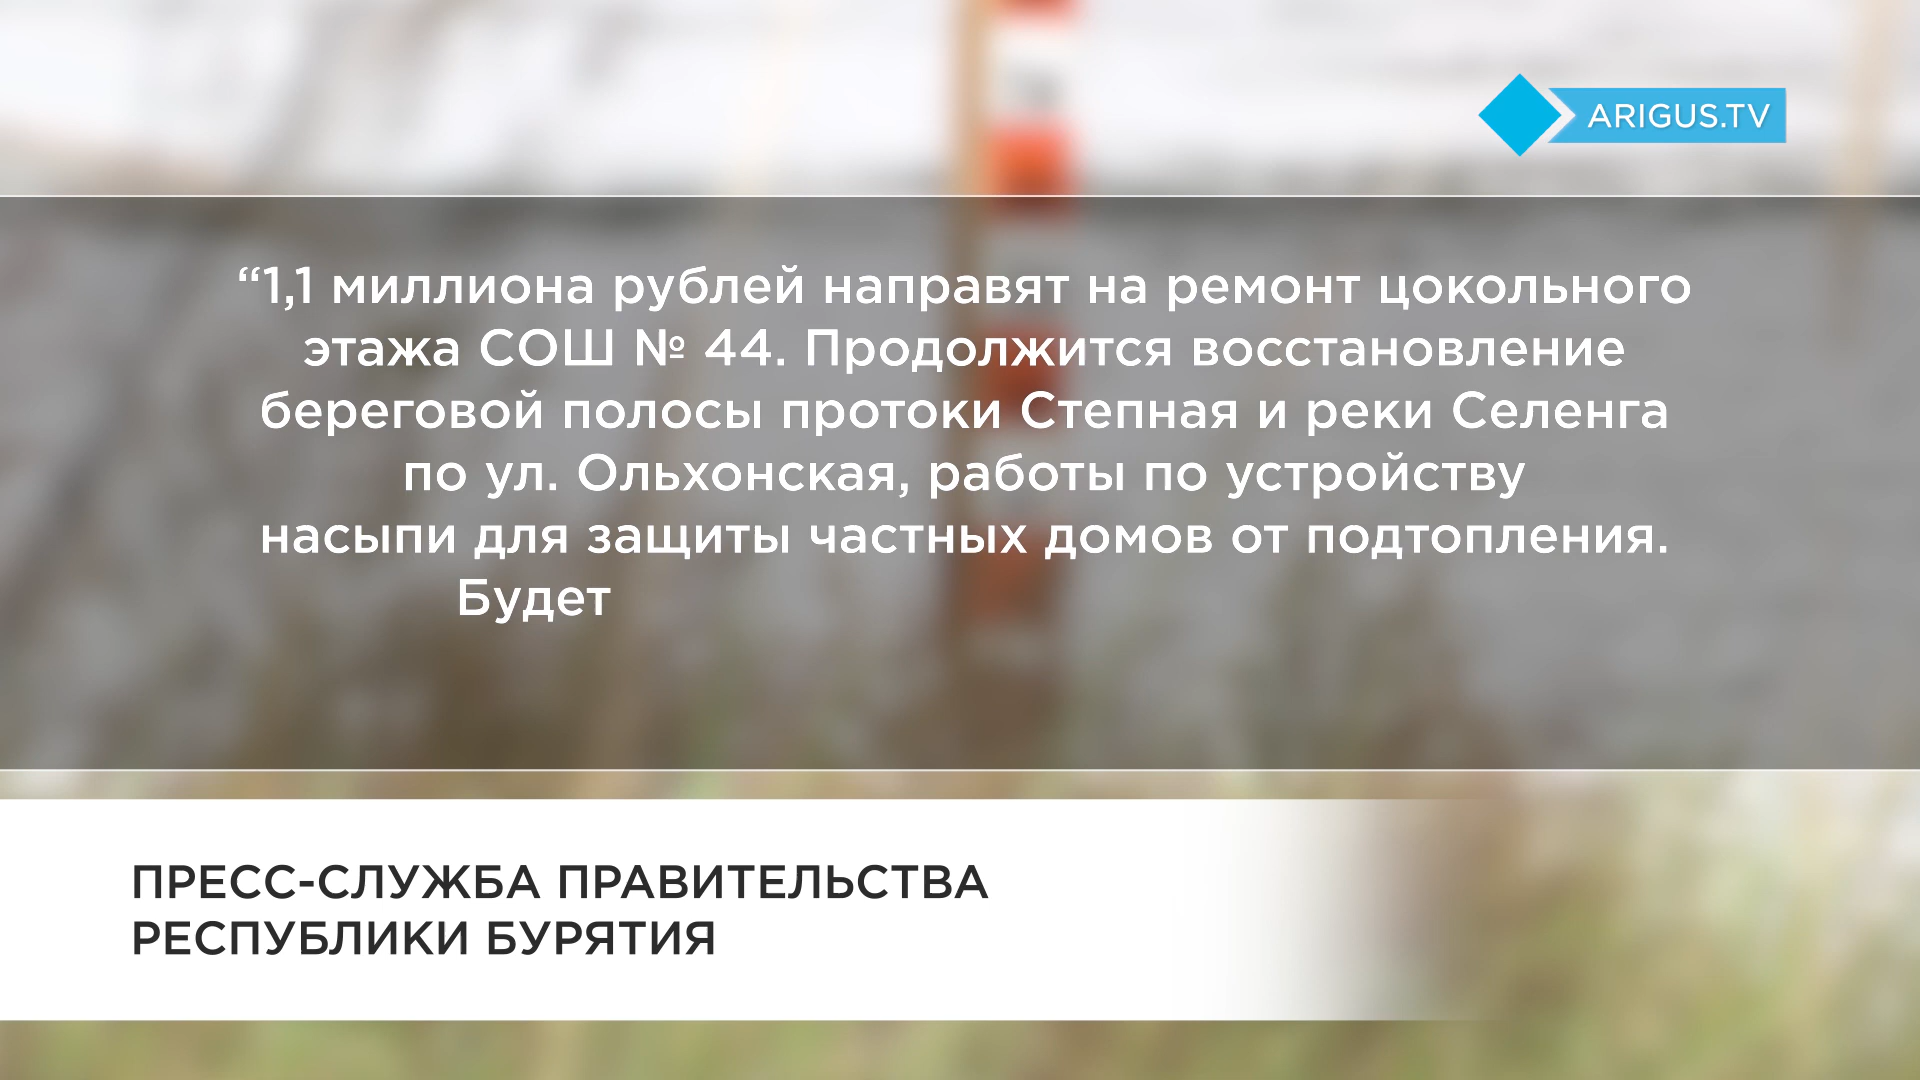 ARIGUS.TV
“1,1 миллиона рублей направят на ремонт цокольного
этажа СОШ № 44. Продолжится восстановление
береговой полосы протоки Степная и реки Селенга
по ул. Ольхонская, работы по устройству
насыпи для защиты частных домов от подтопления.
Будет
ПРЕСС-СЛУЖБА ПРАВИТЕЛЬСТВА
РЕСПУБЛИКИ БУРЯТИЯ